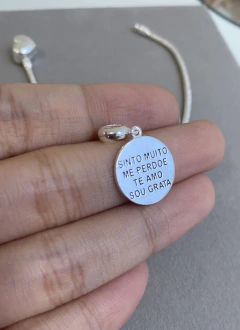 SINTO MUITO
ME PERDOE
TE AMO
SOU GRATA